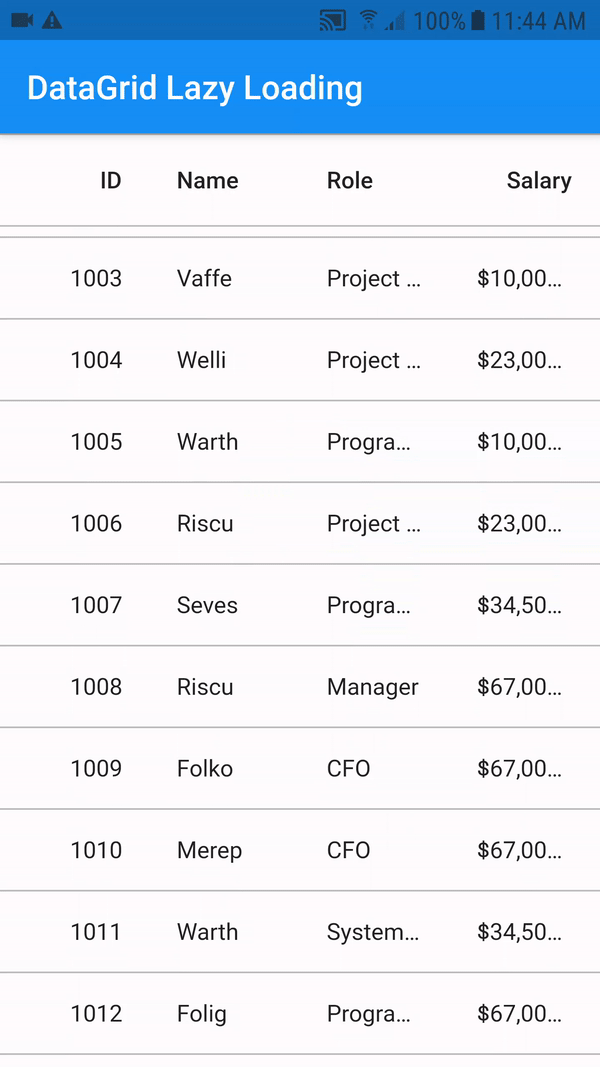 100% 11:44 AM
DataGrid Lazy Loading
ID Name Role Salary
1003 Vaffe Project ... $10,00...
1004 Welli Project ... $23,00...
1005 Warth Progra... $10,00...
1006 Riscu Project ... $23,00...
1007 Seves Progra... $34,50...
1008 Riscu Manager $67,00...
1009 Folko CFO $67,00...
1010 Merep CFO $67,00...
1011 Warth System... $34,50...
1012 Folig Progra... $67,00...